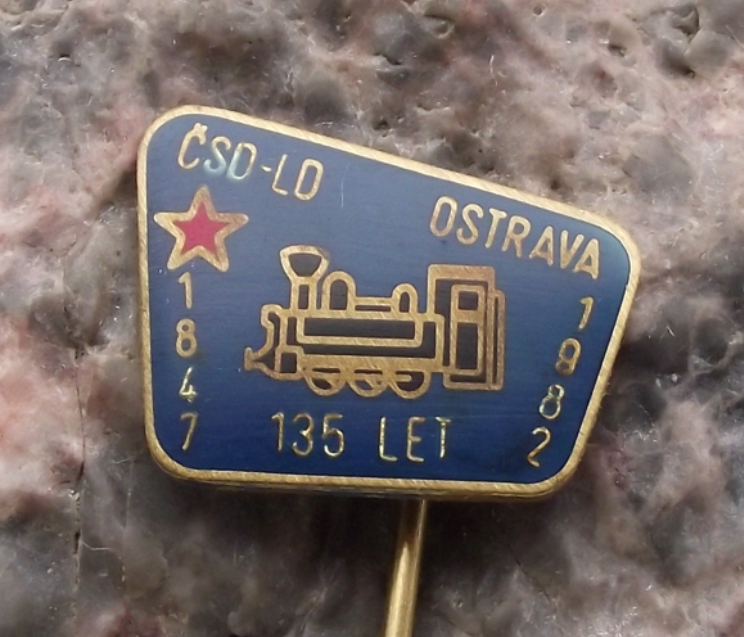 ČSD-LD
OSTRAVA
1847
1982
135 LET